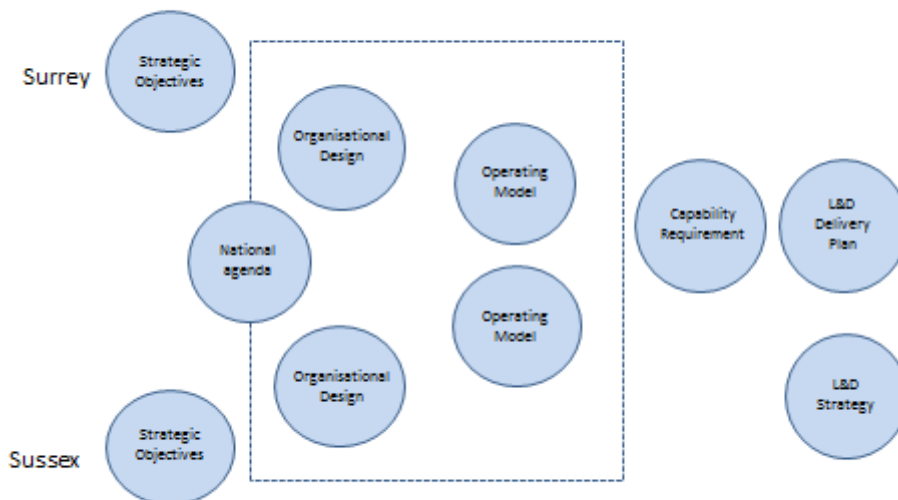 Surrey
Strategic
Objectives
Organisational
Design
Operating
Model
National
agenda
Capability
Requirement
L&D
Delivery
Plan
Operating
Model
Organisational
Design
L&D
Strategy
Sussex
Strategic
Objectives